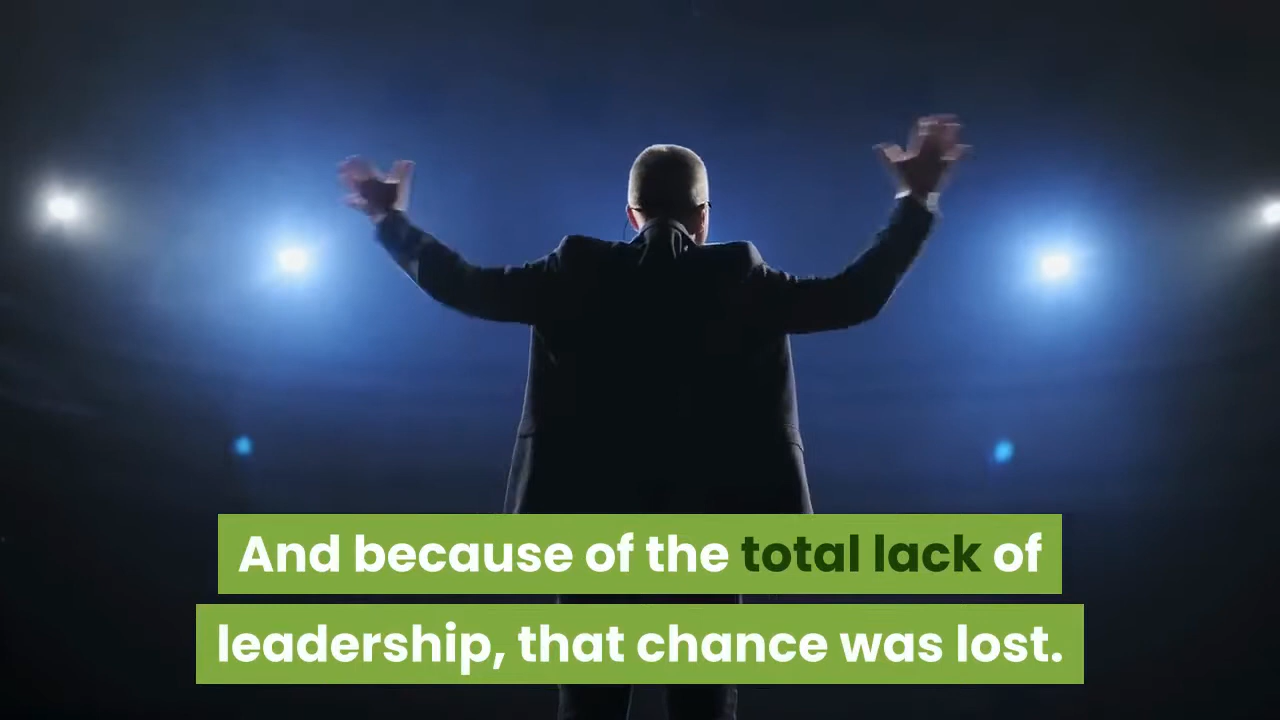 And because of the total lack of
leadership, that chance was lost.